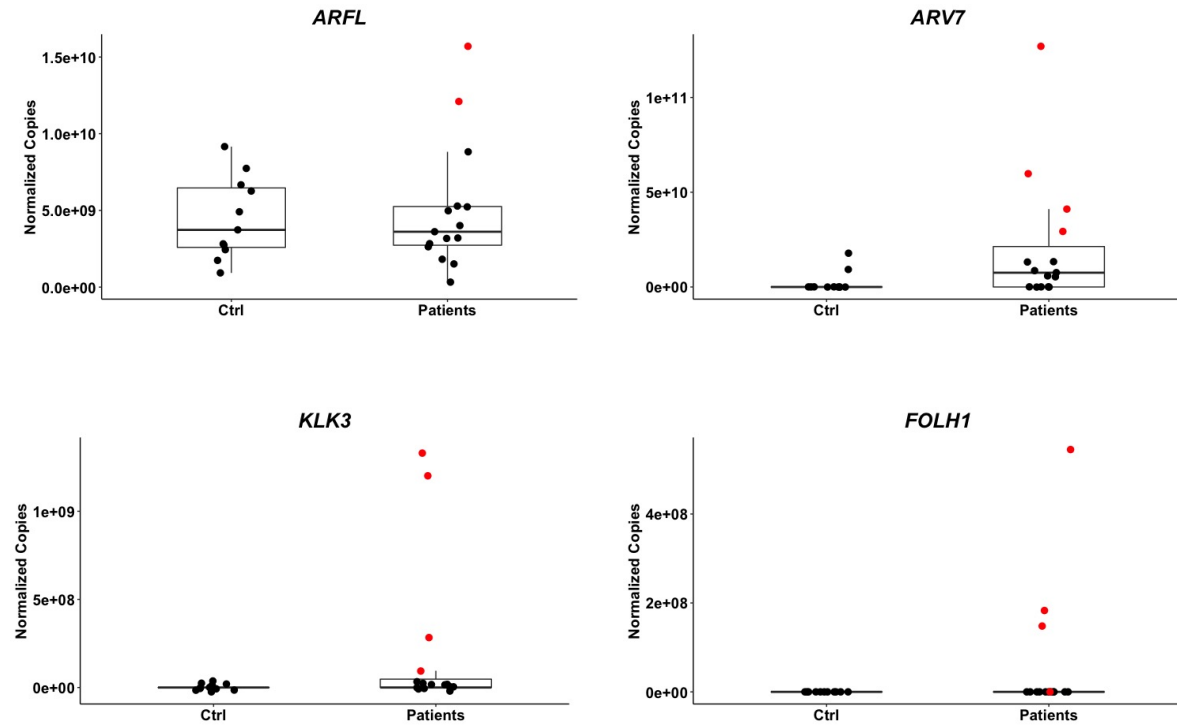 ARFL
Normalized Copies
1.5e+10
1.0e+10
5.0e+09
0.0e+00
Ctrl
Patients
ARV7
Normalized Copies
1e+11
5e+10
0e+00
Ctrl
Patients
KLK3
Normalized Copies
1e+09
5e+08
0e+00
Ctrl
Patients
FOLH1
Normalized Copies
4e+08
2e+08
0e+00
Ctrl
Patients